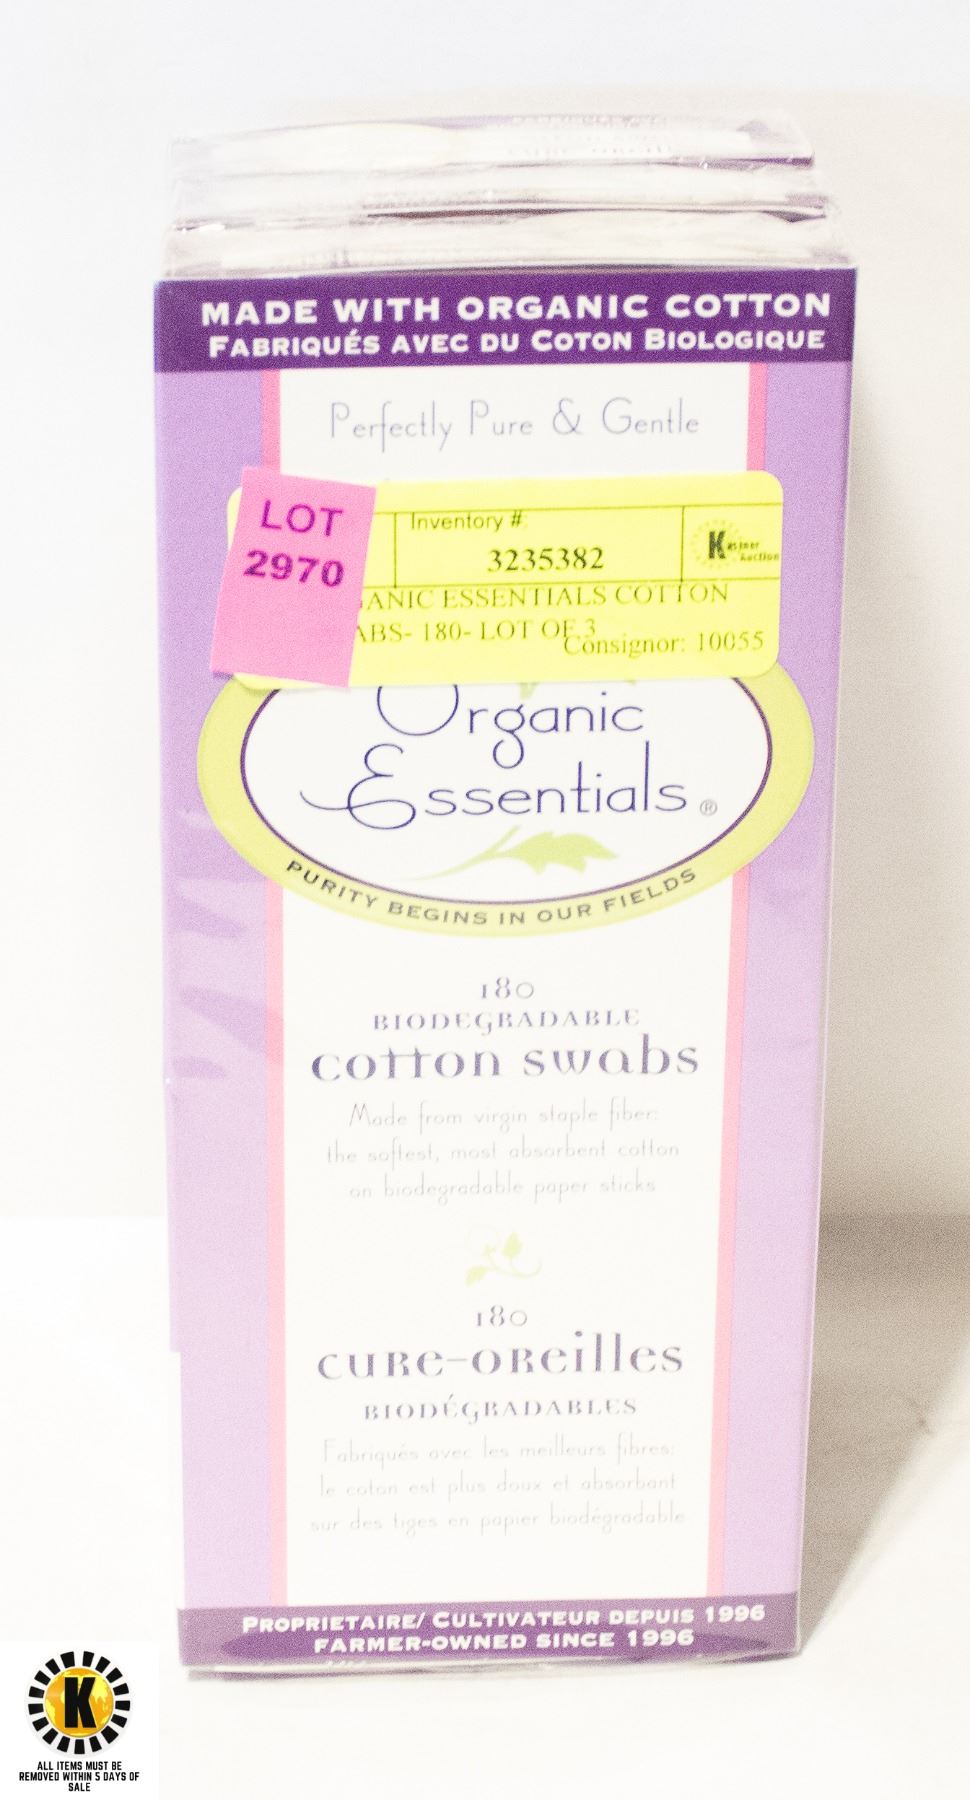 MADE WITH ORGANIC COTTON
FABRIQUÉS AVEC DU COTON BIOLOGIQUE
Perfectly Pure & Gentle
LOT
2970
Inventory #:
3235382
Kastner
Auction
ANIC ESSENTIALS COTTON
ABS- 180- LOT OF 3
Consignor: 10055
Organic
Essentials®
PURITY BEGINS IN OUR FIELDS
180
BIODEGRADABLE
cotton swabs
Made from virgin staple fiber:
the softest, most absorbent cotton
on biodegradable paper sticks
180
cure-oreilles
BIODÉGRADABLES
Fabriqués avec les meilleurs fibres:
le coton est plus doux et absorbant
sur des tiges en papier biodégradable
PROPRIETAIRE/ CULTIVATEUR DEPUIS 1996
FARMER-OWNED SINCE 1996
K
ALL ITEMS MUST BE
REMOVED WITHIN 5 DAYS OF
SALE